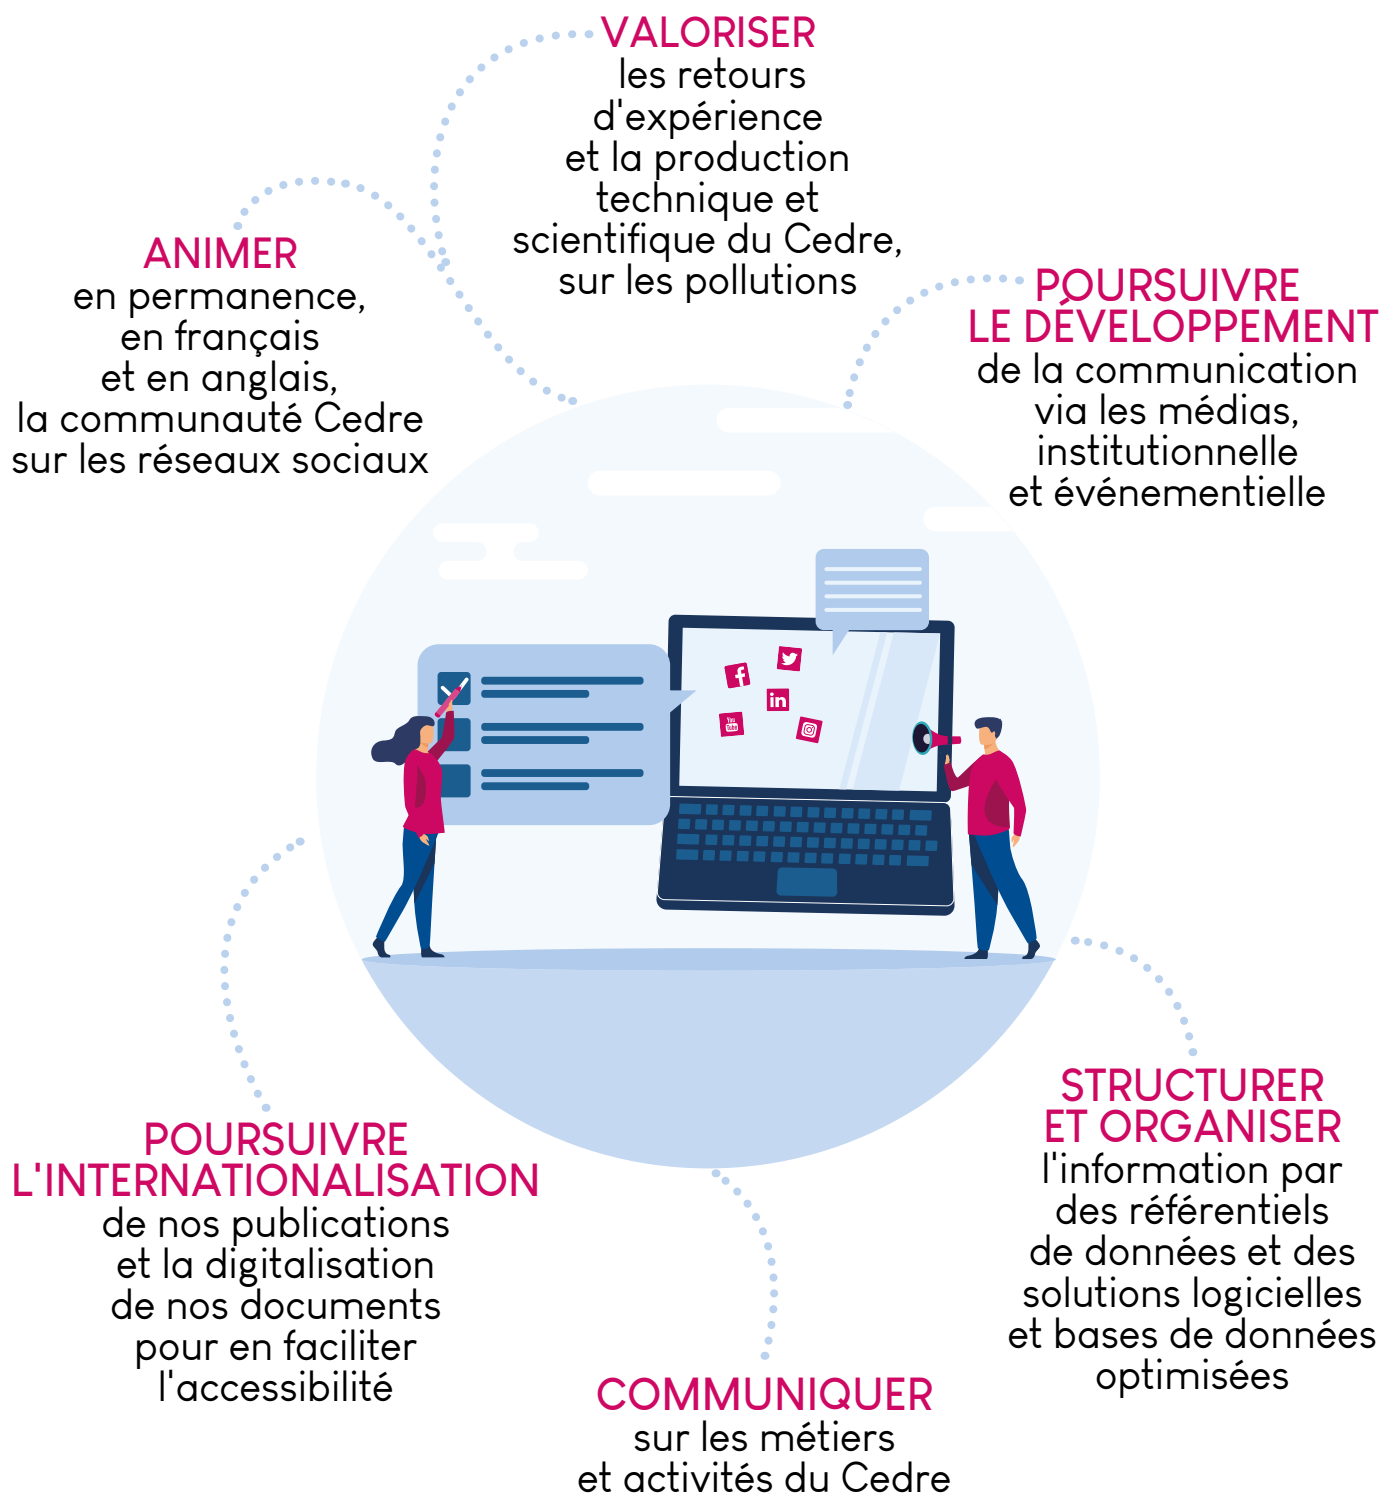 VALORISER
les retours
d'expérience
et la production
technique et
scientifique du Cedre,
sur les pollutions
ANIMER
en permanence,
en français
et en anglais,
la communauté Cedre
sur les réseaux sociaux
POURSUIVRE
LE DÉVELOPPEMENT
de la communication
via les médias,
institutionnelle
et événementielle
in
You
Tube
STRUCTURER
ET ORGANISER
l'information par
des référentiels
de données et des
solutions logicielles
et bases de données
optimisées
POURSUIVRE
L'INTERNATIONALISATION
de nos publications
et la digitalisation
de nos documents
pour en faciliter
l'accessibilité
COMMUNIQUER
sur les métiers
et activités du Cedre